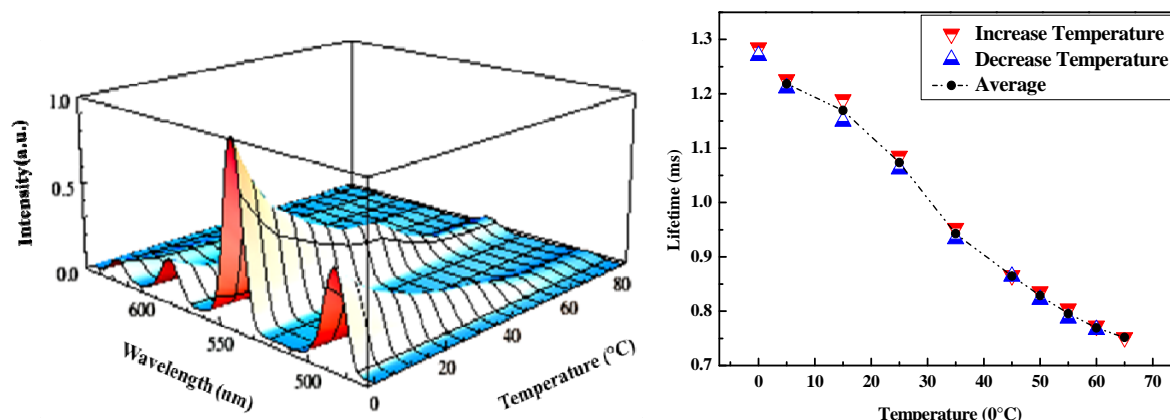 1.0
0.5
0.0
Intensity(a.u.)
600
550
500
Wavelength (nm)
0
20
40
60
80
Temperature (°C)
1.3
1.2
1.1
1.0
0.9
0.8
0.7
Lifetime (ms)
Increase Temperature
Decrease Temperature
Average
0 10 20 30 40 50 60 70
Temperature (0°C)